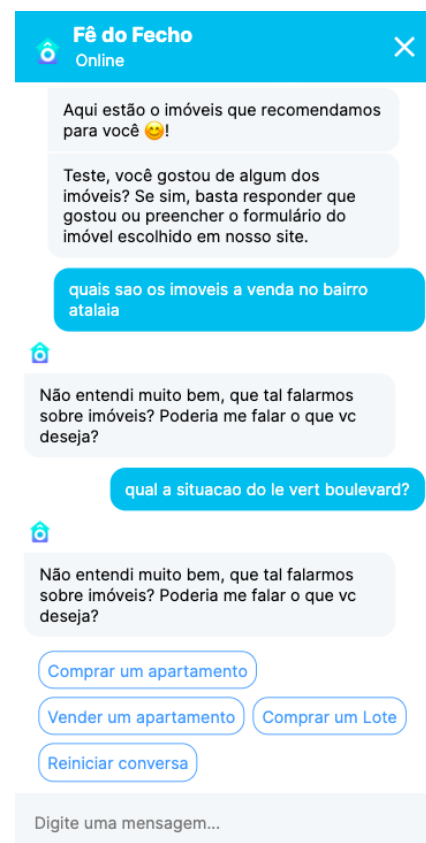 Fê do Fecho
Online
Aqui estão o imóveis que recomendamos
para você 😊!
Teste, você gostou de algum dos
imóveis? Se sim, basta responder que
gostou ou preencher o formulário do
imóvel escolhido em nosso site.
quais sao os imoveis a venda no bairro
atalaia
ô
Não entendi muito bem, que tal falarmos
sobre imóveis? Poderia me falar o que vc
deseja?
qual a situacao do le vert boulevard?
ô
Não entendi muito bem, que tal falarmos
sobre imóveis? Poderia me falar o que vc
deseja?
Comprar um apartamento
Vender um apartamento
Comprar um Lote
Reiniciar conversa
Digite uma mensagem...